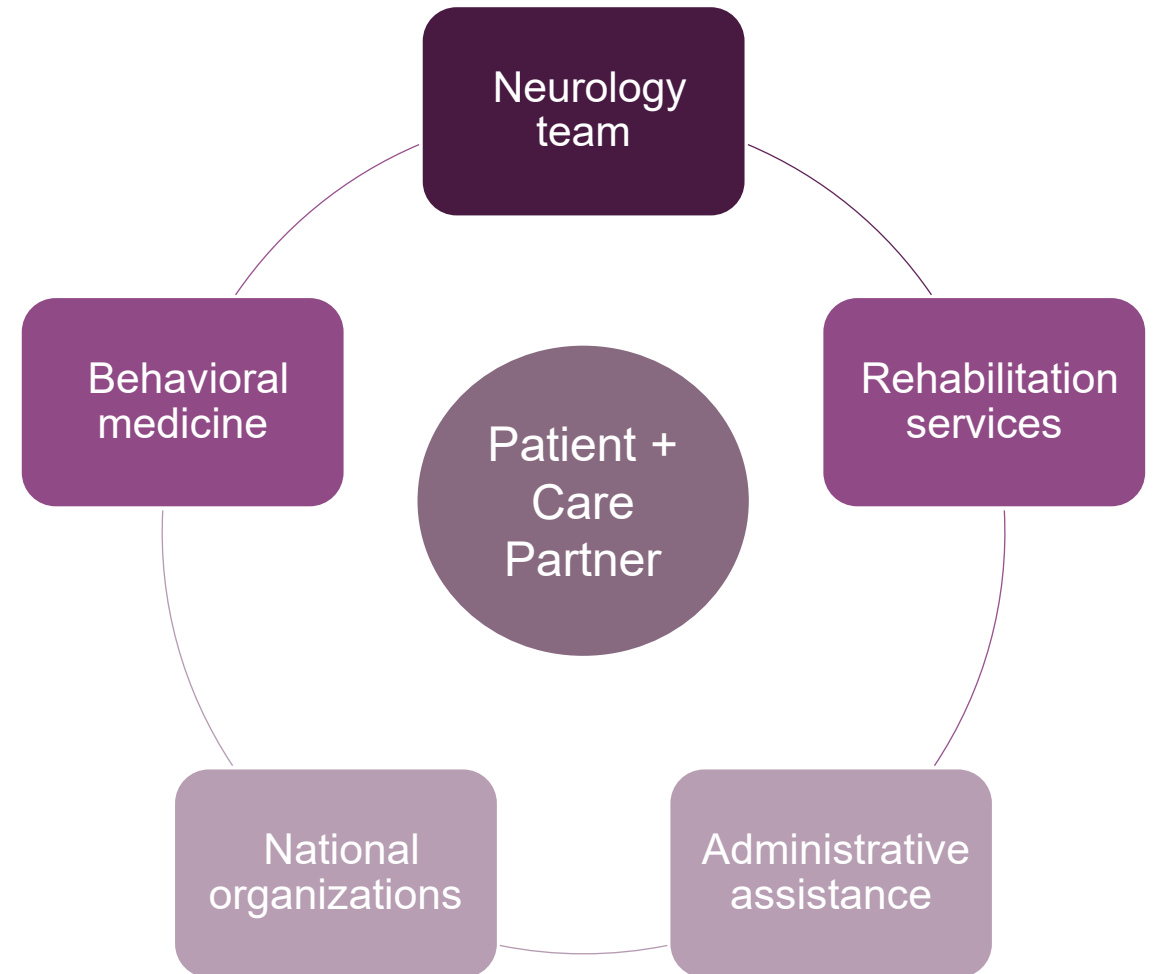 Neurology
team
Behavioral
medicine
Rehabilitation
services
Patient +
Care
Partner
National
organizations
Administrative
assistance